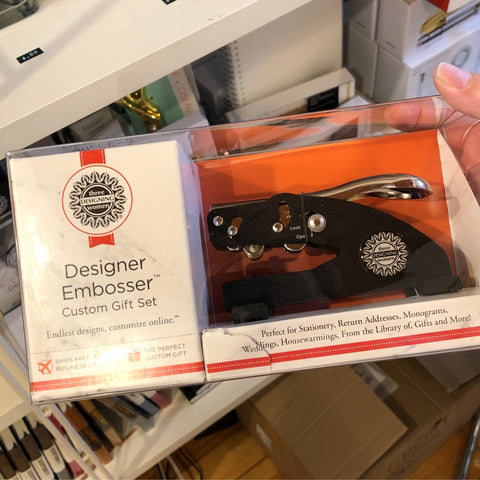 6.00
three
DESIGNING
women
Designer
Embosser™
Custom Gift Set
Endless designs, customize online.™
SHIPS FREE
BUSINESS
THE PERFECT
CUSTOM GIFT
Lock
three
DESIGNING
women
Perfect for Stationery, Return Addresses, Monograms,
Housewarmings, From the Library of, Gifts and More!